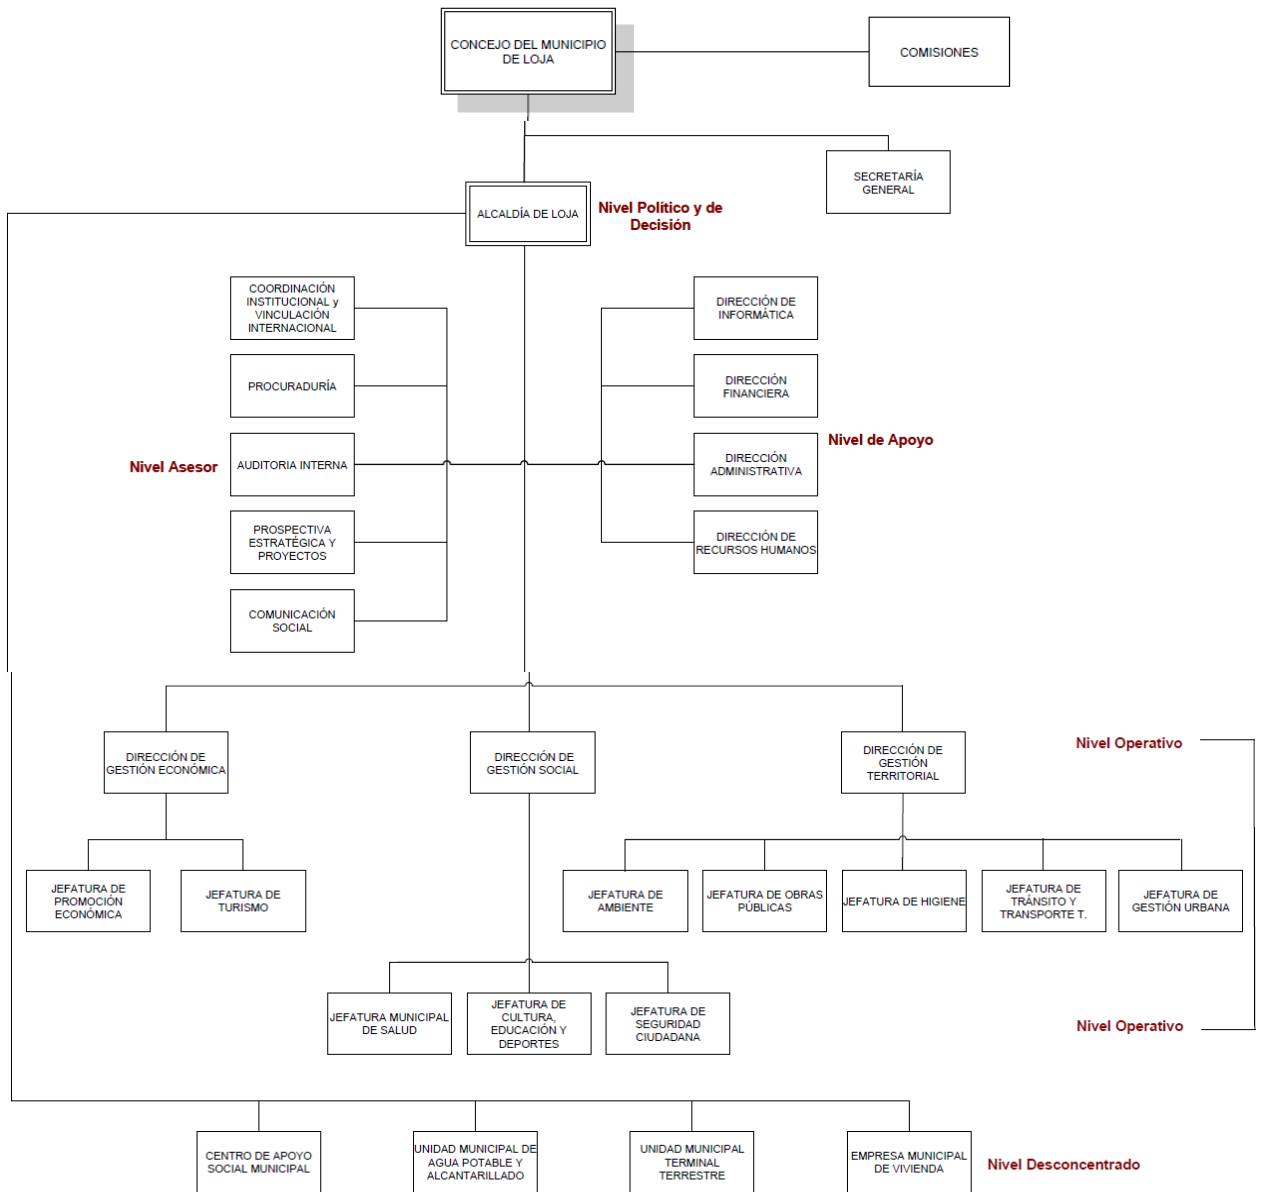 CONCEJO DEL MUNICIPIO
DE LOJA
COMISIONES
SECRETARÍA
GENERAL
ALCALDÍA DE LOJA
Nivel Político y de
Decisión
COORDINACIÓN
INSTITUCIONAL y
VINCULACIÓN
INTERNACIONAL
DIRECCIÓN DE
INFORMÁTICA
PROCURADURÍA
DIRECCIÓN
FINANCIERA
Nivel Asesor
AUDITORIA INTERNA
DIRECCIÓN
ADMINISTRATIVA
Nivel de Apoyo
PROSPECTIVA
ESTRATÉGICA Y
PROYECTOS
DIRECCIÓN DE
RECURSOS HUMANOS
COMUNICACIÓN
SOCIAL
DIRECCIÓN DE
GESTIÓN ECONÓMICA
DIRECCIÓN DE
GESTIÓN SOCIAL
DIRECCIÓN DE
GESTIÓN
TERRITORIAL
Nivel Operativo
JEFATURA DE
PROMOCIÓN
ECONÓMICA
JEFATURA DE
TURISMO
JEFATURA DE
AMBIENTE
JEFATURA DE OBRAS
PÚBLICAS
JEFATURA DE HIGIENE
JEFATURA DE
TRÁNSITO Y
TRANSPORTE T.
JEFATURA DE
GESTIÓN URBANA
JEFATURA MUNICIPAL
DE SALUD
JEFATURA DE
CULTURA,
EDUCACIÓN Y
DEPORTES
JEFATURA DE
SEGURIDAD
CIUDADANA
Nivel Operativo
CENTRO DE APOYO
SOCIAL MUNICIPAL
UNIDAD MUNICIPAL DE
AGUA POTABLE Y
ALCANTARILLADO
UNIDAD MUNICIPAL
TERMINAL
TERRESTRE
EMPRESA MUNICIPAL
DE VIVIENDA
Nivel Desconcentrado